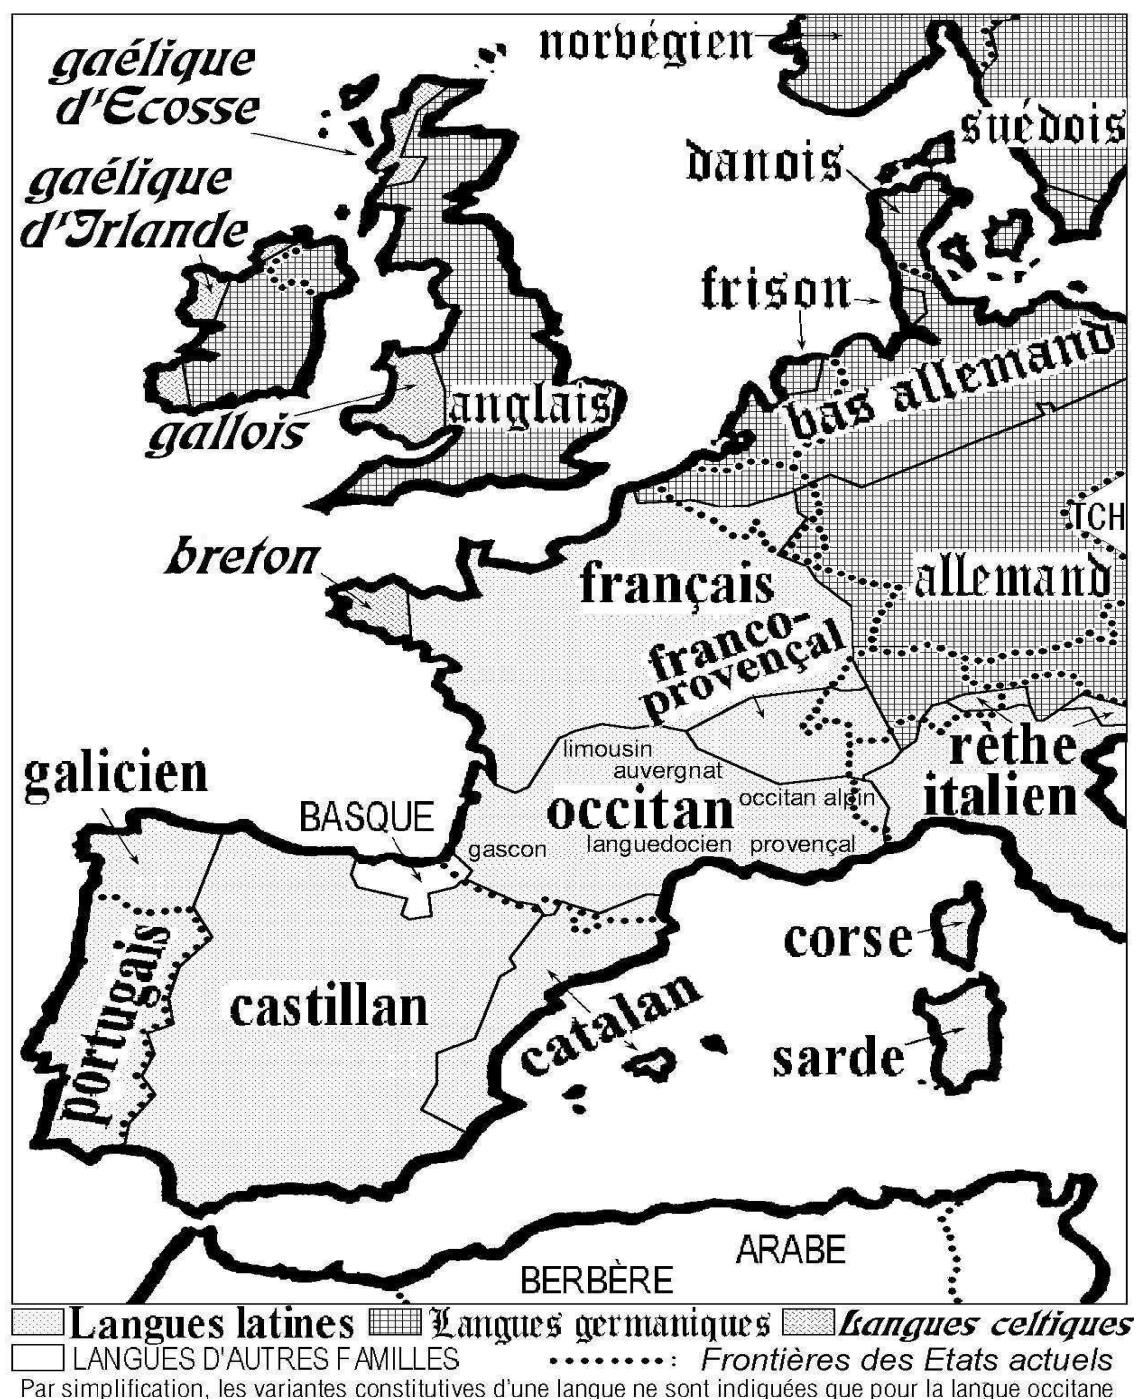 gaélique
d'Ecosse
norvégien
suédois
danois
gaélique
d'Irlande
frison
bas allemand
anglais
gallois
TCH
breton
français
allemand
franco-
provençal
rèthe
italien
limousin
auvergnat
galicien
occitan
occitan alpin
BASQUE
gascon
languedocien
provençal
portugais
castillan
catalan
corse
sarde
ARABE
BERBÈRE
Langues latines
Langues germaniques
Langues celtiques
LANGUES D'AUTRES FAMILLES
: Frontières des Etats actuels
Par simplification, les variantes constitutives d'une langue ne sont indiquées que pour la langue occitane